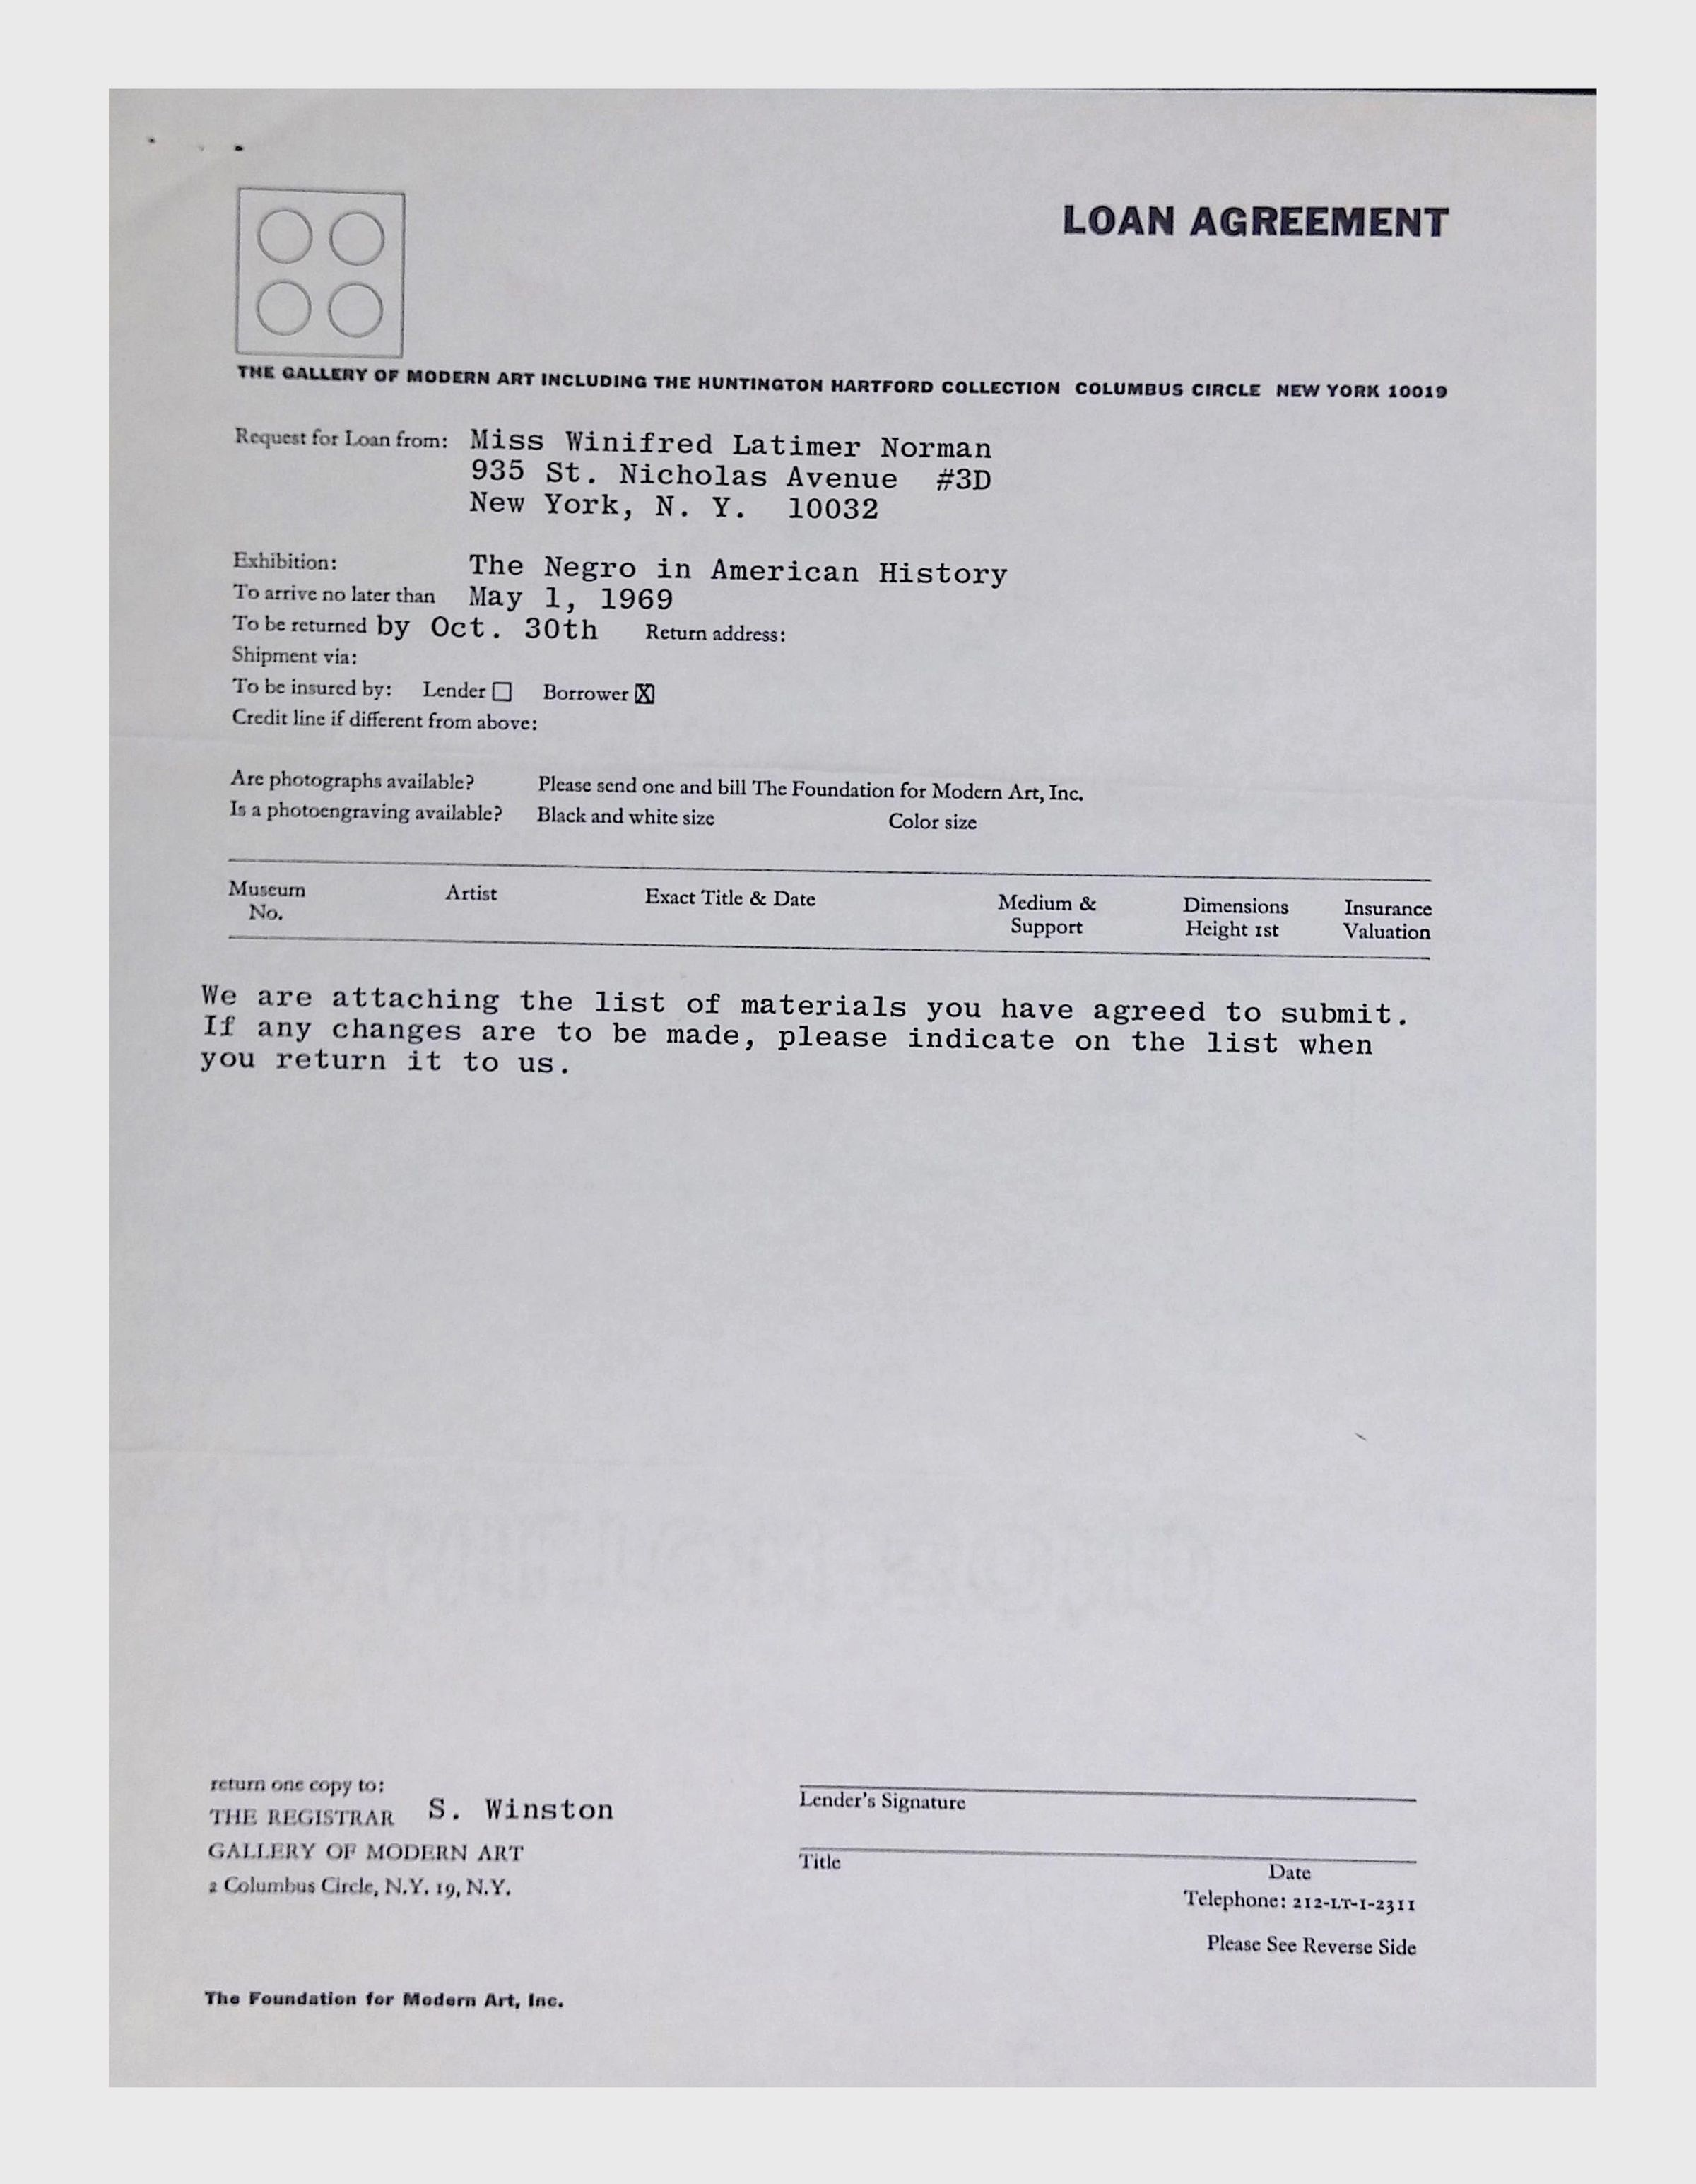 LOAN AGREEMENT
THE GALLERY OF MODERN ART INCLUDING THE HUNTINGTON HARTFORD COLLECTION COLUMBUS CIRCLE NEW YORK 10019
Request for Loan from: Miss Winifred Latimer Norman
935 St. Nicholas Avenue #3D
New York, N. Y. 10032
Exhibition: The Negro in American History
To arrive no later than May 1, 1969
To be returned by Oct. 30th Return address:
Shipment via:
To be insured by: Lender ☐ Borrower ☒
Credit line if different from above:
Are photographs available? Please send one and bill The Foundation for Modern Art, Inc.
Is a photoengraving available? Black and white size Color size
Museum Artist Exact Title & Date Medium & Dimensions Insurance
No. Support Height 1st Valuation
We are attaching the list of materials you have agreed to submit.
If any changes are to be made, please indicate on the list when
you return it to us.
return one copy to:
THE REGISTRAR S. Winston
GALLERY OF MODERN ART
2 Columbus Circle, N.Y. 19, N.Y.
Lender's Signature
Title
Date
Telephone: 212-LT-1-2311
Please See Reverse Side
The Foundation for Modern Art, Inc.